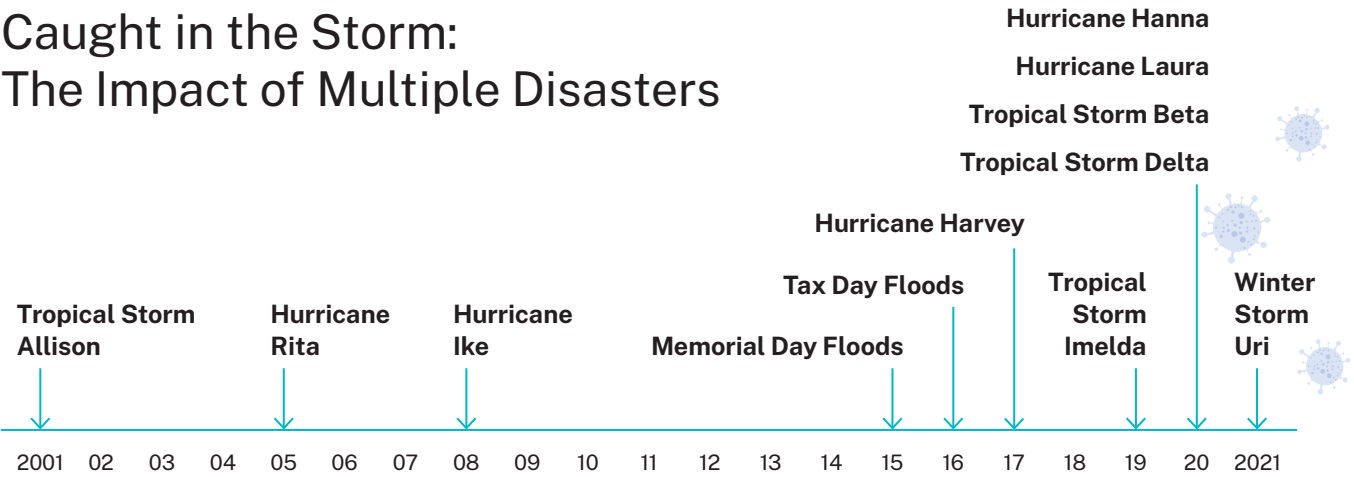 Caught in the Storm:
The Impact of Multiple Disasters
Hurricane Hanna
Hurricane Laura
Tropical Storm Beta
Tropical Storm Delta
Hurricane Harvey
Tax Day Floods
Memorial Day Floods
Tropical Storm
Allison
Hurricane
Rita
Hurricane
Ike
Tropical
Storm
Imelda
Winter
Storm
Uri
2001 02 03 04 05 06 07 08 09 10 11 12 13 14 15 16 17 18 19 20 2021